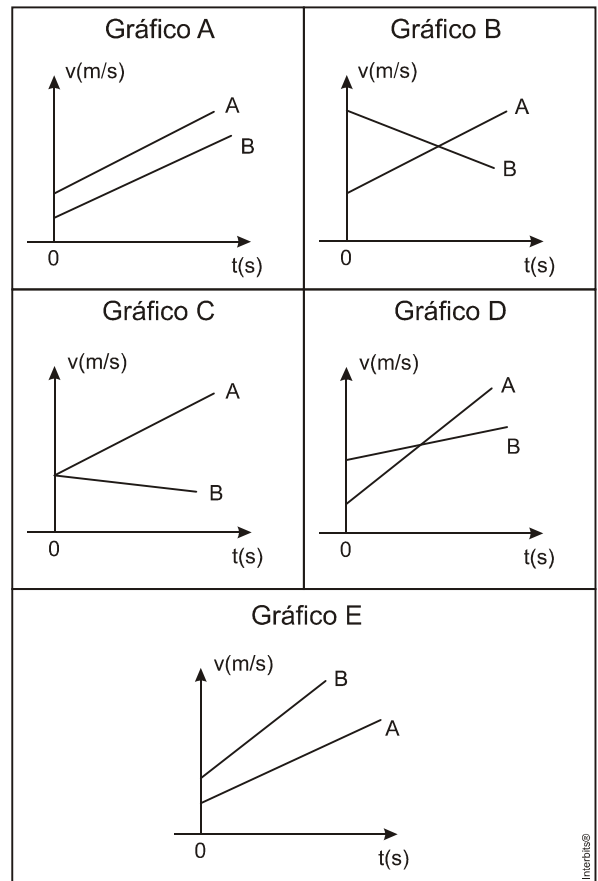 Gráfico A
v(m/s)
A
B
0
t(s)
Gráfico B
v(m/s)
A
B
0
t(s)
Gráfico C
v(m/s)
A
B
0
t(s)
Gráfico D
v(m/s)
A
B
0
t(s)
Gráfico E
v(m/s)
B
A
0
t(s)
Interbits®